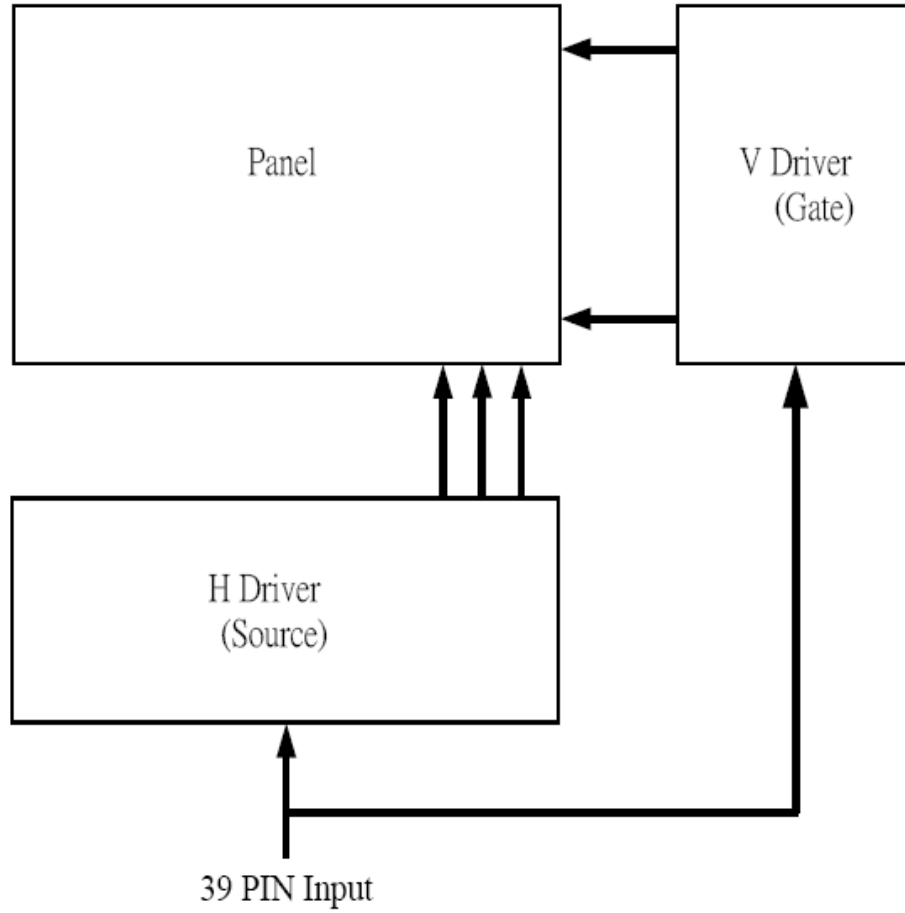 Panel
V Driver
(Gate)
H Driver
(Source)
39 PIN Input